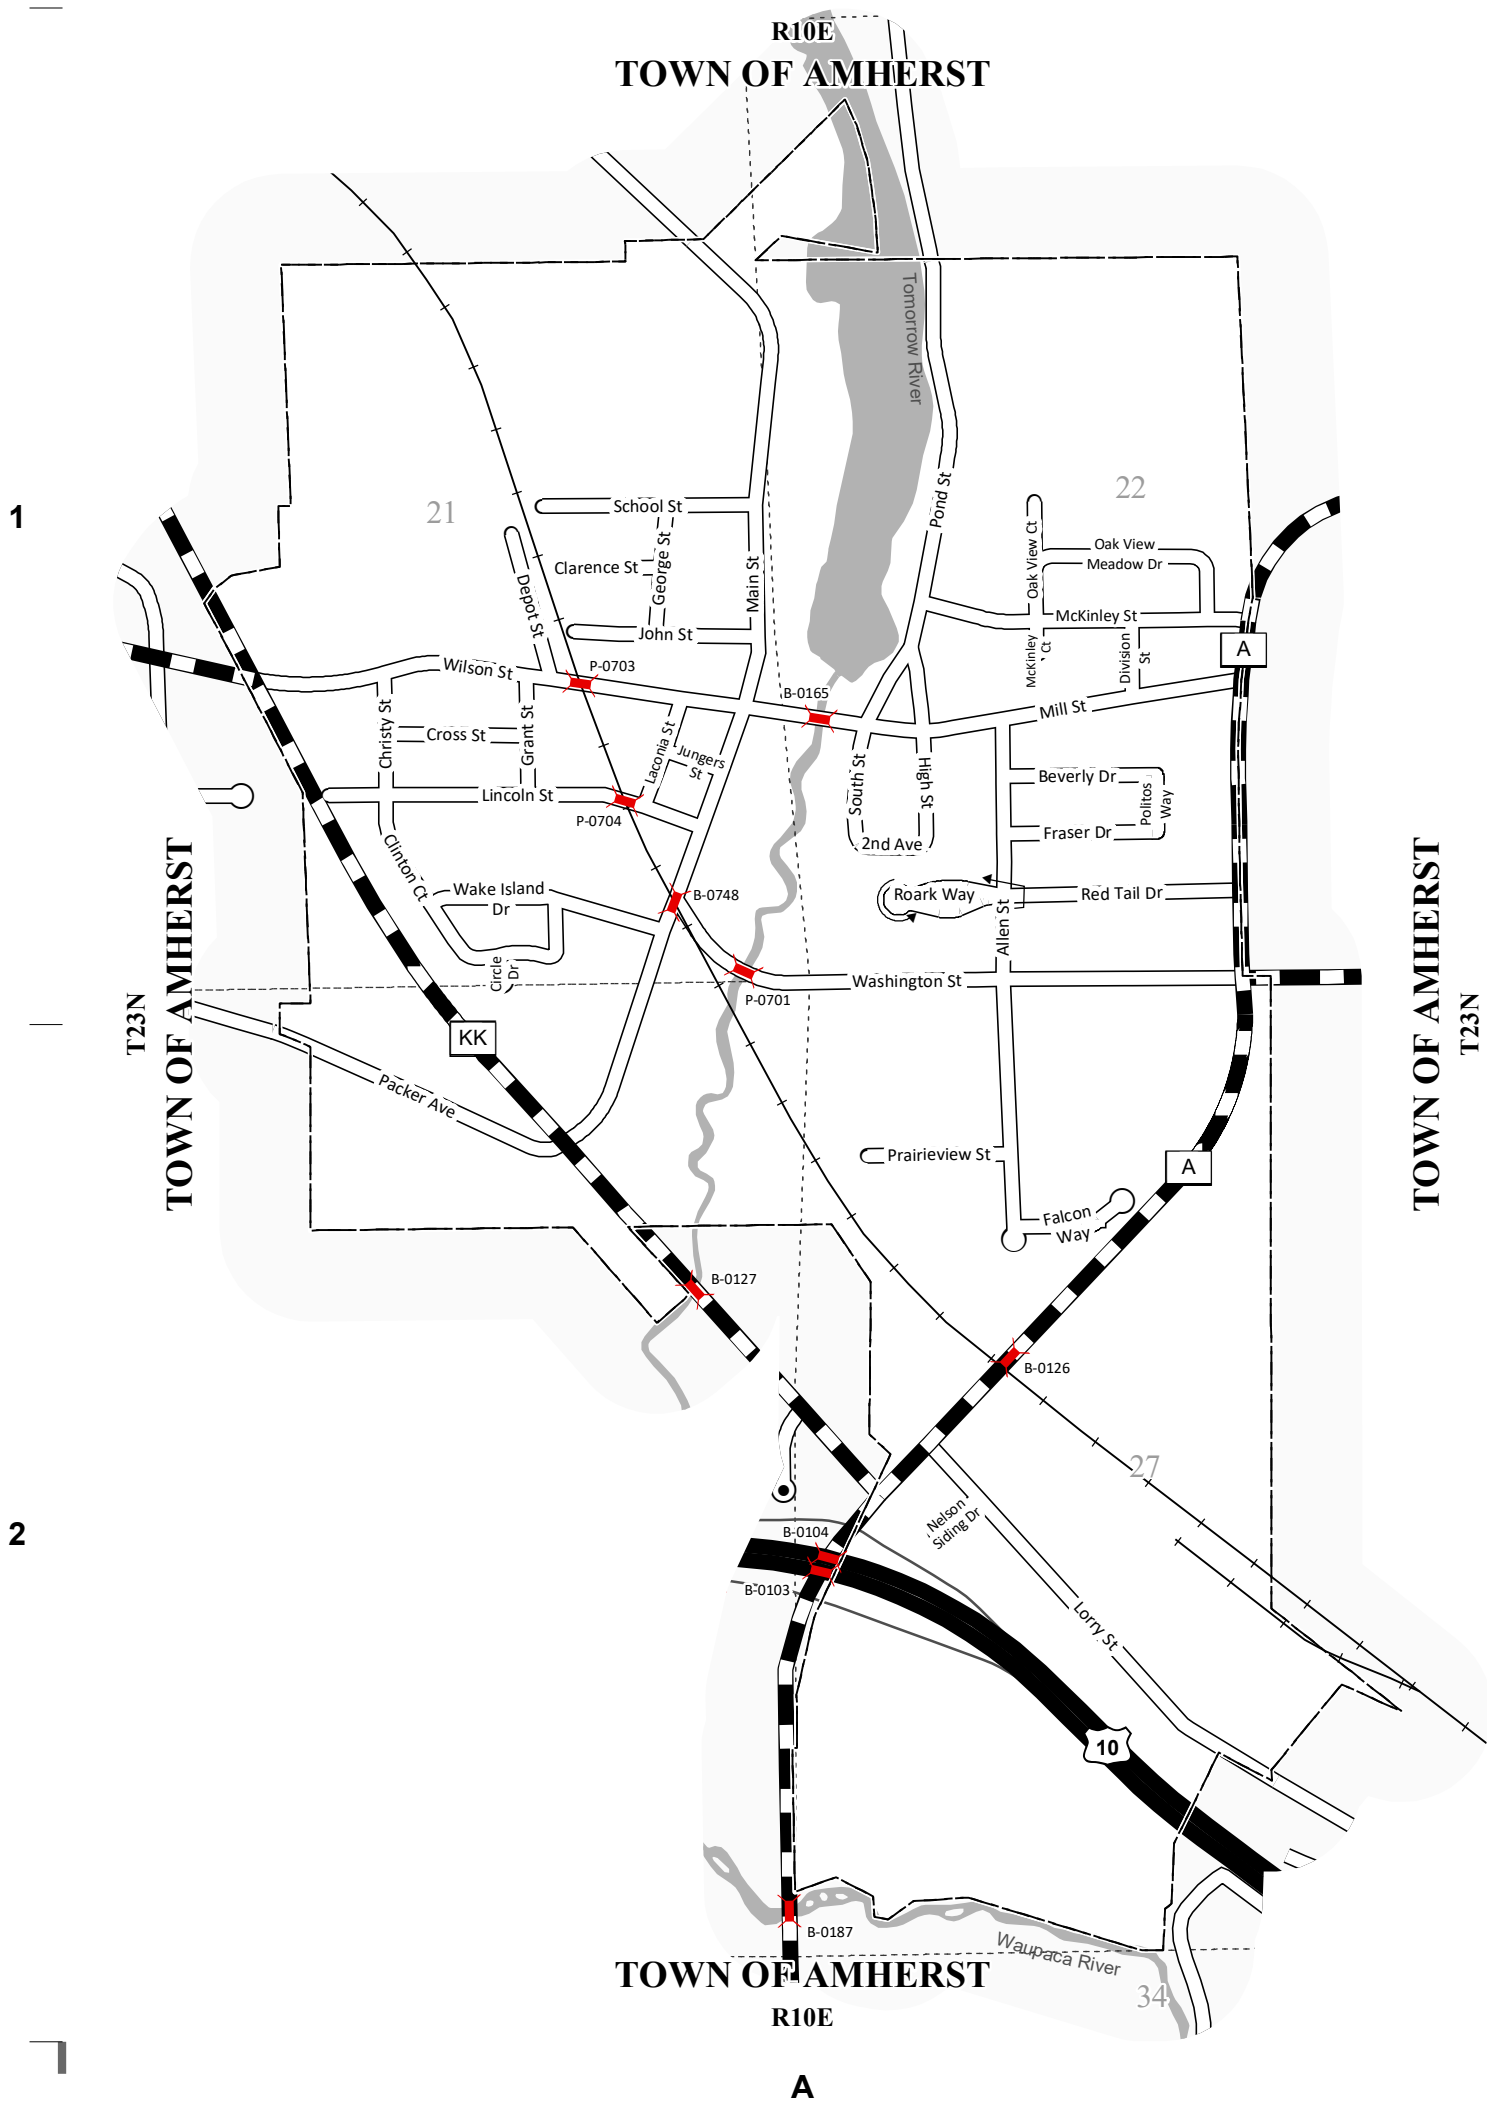 R10E
TOWN OF AMHERST
Tomorrow River
1
21
22
School St
Pond St
Clarence St
George St
Main St
Oak View Ct
Oak View
Meadow Dr
Depot St
John St
McKinley St
McKinley
Ct
Division
St
A
Wilson St
P-0703
B-0165
Mill St
Christy St
Cross St
Grant St
Laconia St
Jungers
St
South St
High St
Beverly Dr
Politos
Way
Lincoln St
P-0704
Fraser Dr
2nd Ave
Clinton Ct
Wake Island
Dr
B-0748
Roark Way
Red Tail Dr
Allen St
Circle
Dr
Washington St
P-0701
T23N
TOWN OF AMHERST
TOWN OF AMHERST
T23N
KK
Packer Ave
Prairieview St
A
Falcon
Way
B-0127
B-0126
27
2
Nelson
Siding Dr
B-0104
B-0103
Lorry St
10
B-0187
Waupaca River
TOWN OF AMHERST
34
R10E
A